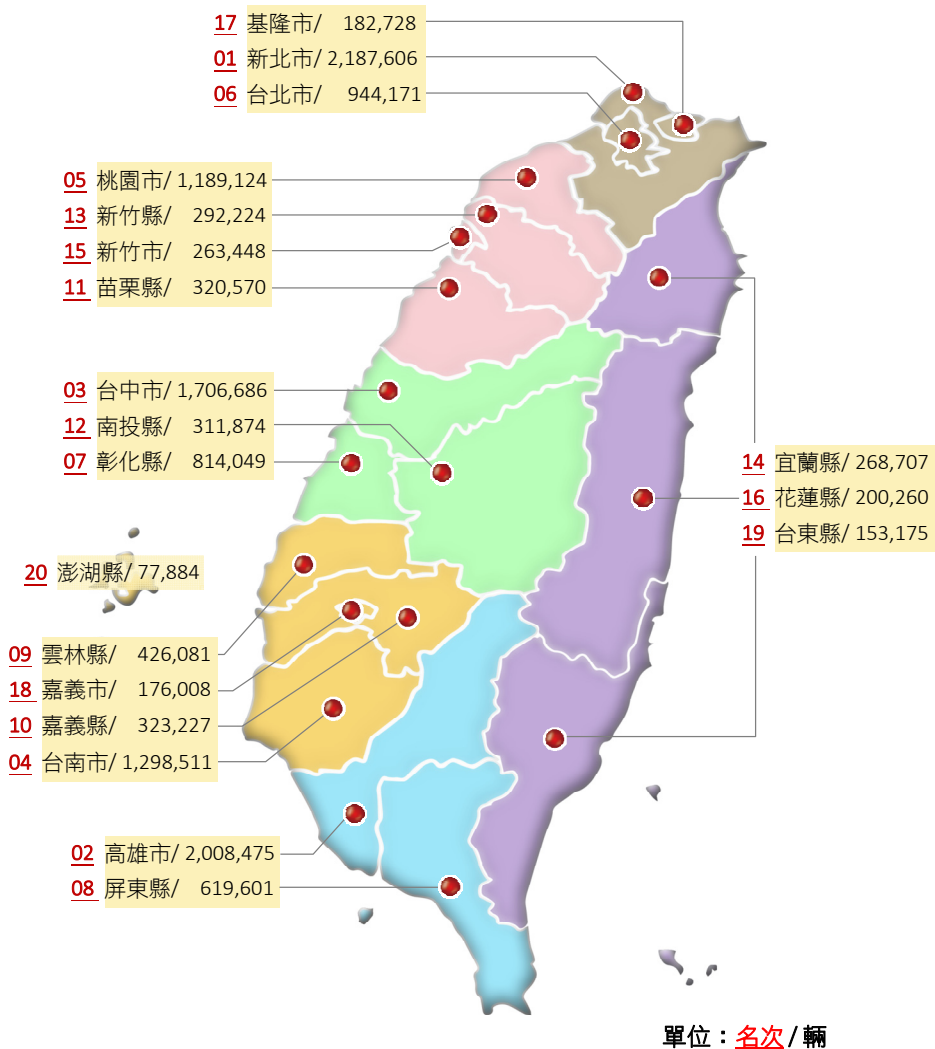 17 基隆市/ 182,728
01 新北市/ 2,187,606
06 台北市/ 944,171
05 桃園市/ 1,189,124
13 新竹縣/ 292,224
15 新竹市/ 263,448
11 苗栗縣/ 320,570
03 台中市/ 1,706,686
12 南投縣/ 311,874
07 彰化縣/ 814,049
14 宜蘭縣/ 268,707
16 花蓮縣/ 200,260
19 台東縣/ 153,175
20 澎湖縣/ 77,884
09 雲林縣/ 426,081
18 嘉義市/ 176,008
10 嘉義縣/ 323,227
04 台南市/ 1,298,511
02 高雄市/ 2,008,475
08 屏東縣/ 619,601
單位：名次/輛